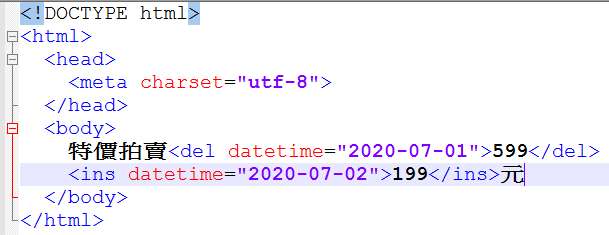 <!DOCTYPE html>
<html>
<head>
<meta charset="utf-8">
</head>
<body>
特價拍賣<del datetime="2020-07-01">599</del>
<ins datetime="2020-07-02">199</ins>元
</body>
</html>